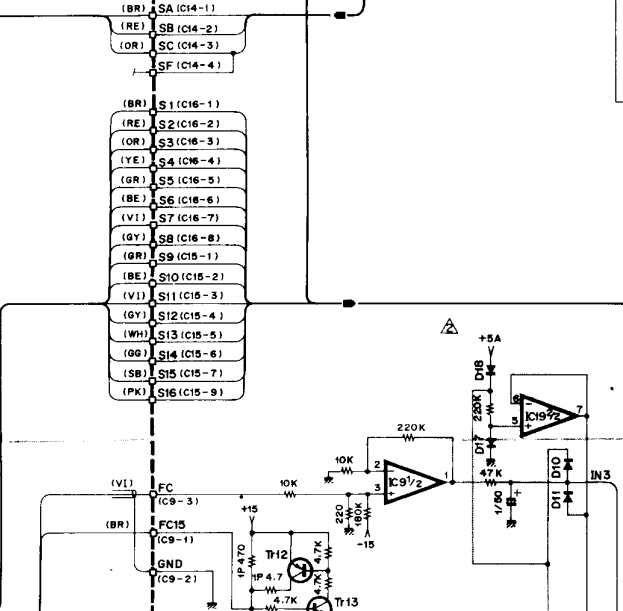 (BR) SA (C14-1)
(RE) SB (C14-2)
(OR) SC (C14-3)
SF (C14-4)
(BR) S1 (C16-1)
(RE) S2 (C16-2)
(OR) S3 (C16-3)
(YE) S4 (C16-4)
(GR) S5 (C16-5)
(BE) S6 (C16-6)
(VI) S7 (C16-7)
(GY) S8 (C16-8)
(GR) S9 (C15-1)
(BE) S10 (C15-2)
(VI) S11 (C15-3)
(GY) S12 (C15-4)
(WH) S13 (C15-5)
(GG) S14 (C15-6)
(SB) S15 (C15-7)
(PK) S16 (C15-9)
2
+5A
D18
220K
D17
6
5
7
IC19 2/2
220K
10K
2
3
1
IC9 1/2
47K
1/50
+
D10
D11
IN3
(VI) FC
(C9-3)
10K
220
180K
-15
(BR) FC15
(C9-1)
GND
(C9-2)
+15
1P 470
Tr12
4.7K
1P 4.7
4.7K
4.7K
Tr13